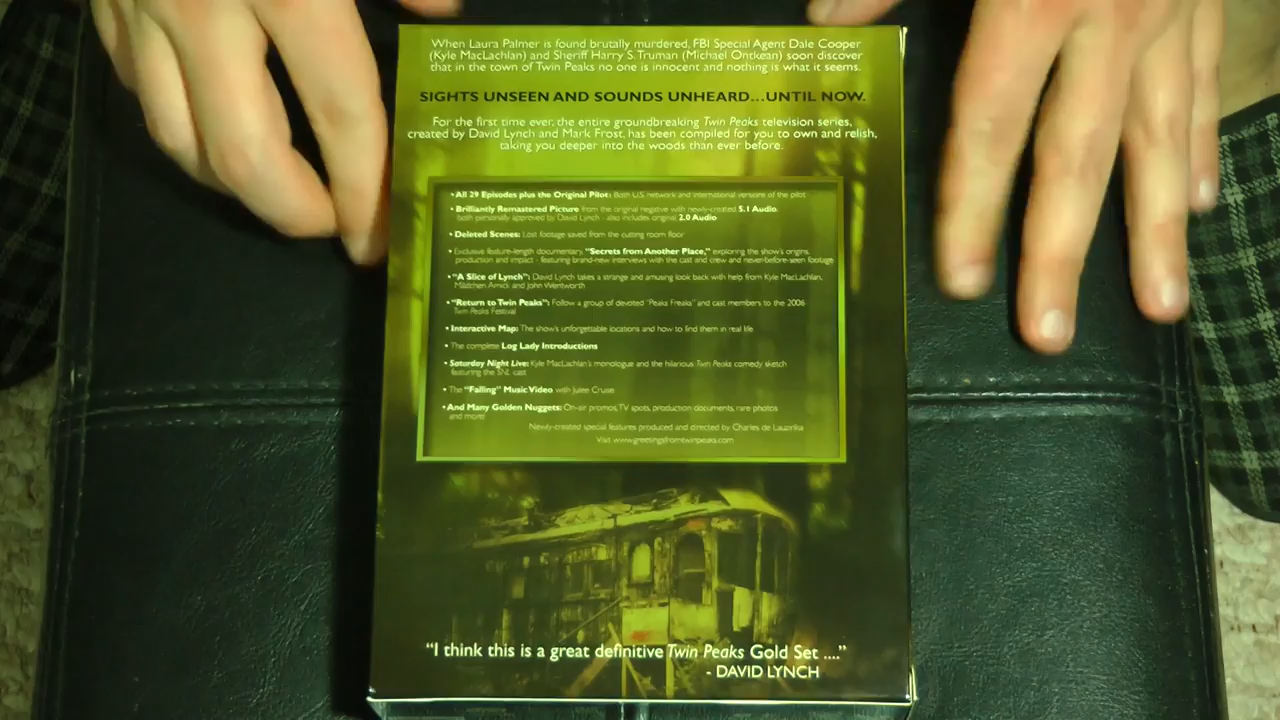 When Laura Palmer is found brutally murdered, FBI Special Agent Dale Cooper
(Kyle MacLachlan) and Sheriff Harry S. Truman (Michael Ontkean) soon discover
that in the town of Twin Peaks no one is innocent and nothing is what it seems.
SIGHTS UNSEEN AND SOUNDS UNHEARD...UNTIL NOW.
For the first time ever, the entire groundbreaking Twin Peaks television series,
created by David Lynch and Mark Frost, has been compiled for you to own and relish,
taking you deeper into the woods than ever before.
• All 29 Episodes plus the Original Pilot: Both U.S. network and international versions of the pilot
• Brilliantly Remastered Picture from the original negative with newly-created 5.1 Audio,
both personally approved by David Lynch - also includes original 2.0 Audio
• Deleted Scenes: Lost footage saved from the cutting room floor
• Exclusive feature-length documentary, "Secrets from Another Place," exploring the show's origins,
production and impact - featuring brand-new interviews with the cast and crew and never-before-seen footage
• "A Slice of Lynch": David Lynch takes a strange and amusing look back with help from Kyle MacLachlan,
Mädchen Amick and John Wentworth
• "Return to Twin Peaks": Follow a group of devoted "Peaks Freaks" and cast members to the 2006
Twin Peaks Festival
• Interactive Map: The show's unforgettable locations and how to find them in real life
• The complete Log Lady Introductions
• Saturday Night Live: Kyle MacLachlan's monologue and the hilarious Twin Peaks comedy sketch
featuring the SNL cast
• The "Falling" Music Video with Julee Cruise
• And Many Golden Nuggets: On-air promos, TV spots, production documents, rare photos
and more!
Newly-created special features produced and directed by Charles de Lauzirika
Visit www.greetingsfromtwinpeaks.com
"I think this is a great definitive Twin Peaks Gold Set ...."
- DAVID LYNCH